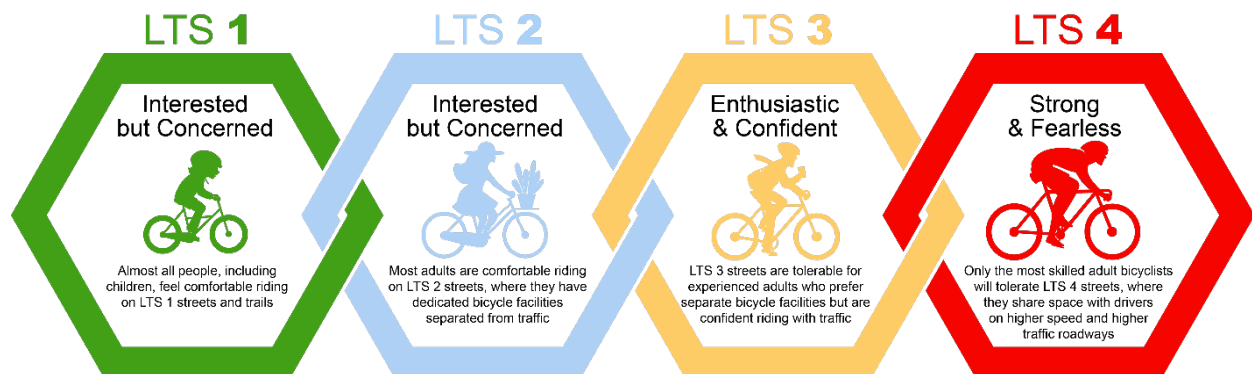 LTS 1
Interested
but Concerned
Almost all people, including
children, feel comfortable riding
on LTS 1 streets and trails
LTS 2
Interested
but Concerned
Most adults are comfortable riding
on LTS 2 streets, where they have
dedicated bicycle facilities
separated from traffic
LTS 3
Enthusiastic
& Confident
LTS 3 streets are tolerable for
experienced adults who prefer
separate bicycle facilities but are
confident riding with traffic
LTS 4
Strong
& Fearless
Only the most skilled adult bicyclists
will tolerate LTS 4 streets, where
they share space with drivers
on higher speed and higher
traffic roadways